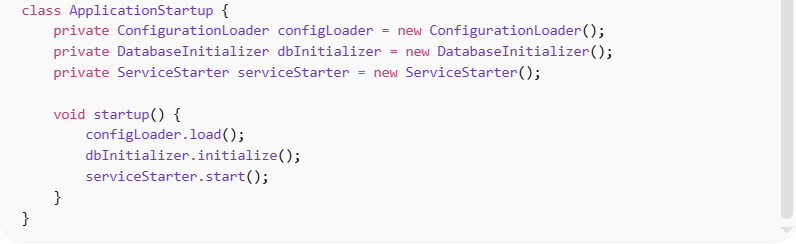 class ApplicationStartup {
    private ConfigurationLoader configLoader = new ConfigurationLoader();
    private DatabaseInitializer dbInitializer = new DatabaseInitializer();
    private ServiceStarter serviceStarter = new ServiceStarter();

    void startup() {
        configLoader.load();
        dbInitializer.initialize();
        serviceStarter.start();
    }
}